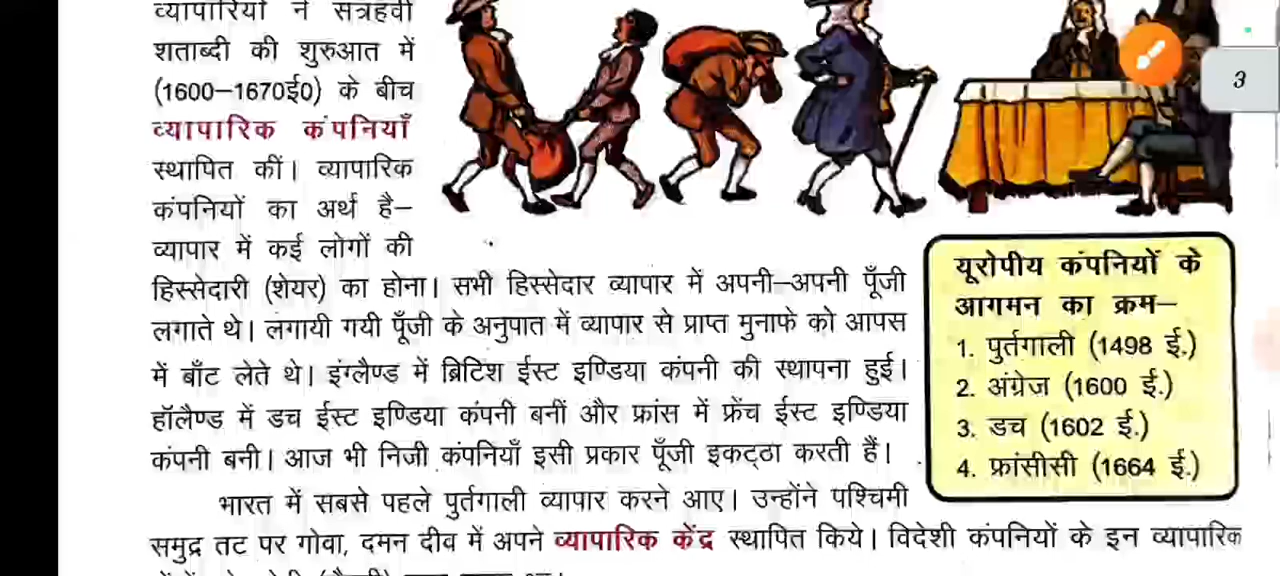 व्यापारियों ने सत्रहवीं
शताब्दी की शुरुआत में
(1600–1670ई0) के बीच
व्यापारिक कंपनियाँ
स्थापित कीं। व्यापारिक
कंपनियों का अर्थ है–
व्यापार में कई लोगों की
हिस्सेदारी (शेयर) का होना। सभी हिस्सेदार व्यापार में अपनी–अपनी पूँजी
लगाते थे। लगायी गयी पूँजी के अनुपात में व्यापार से प्राप्त मुनाफे को आपस
में बाँट लेते थे। इंग्लैण्ड में ब्रिटिश ईस्ट इण्डिया कंपनी की स्थापना हुई।
हॉलैण्ड में डच ईस्ट इण्डिया कंपनी बनी और फ्रांस में फ्रेंच ईस्ट इण्डिया
कंपनी बनी। आज भी निजी कंपनियाँ इसी प्रकार पूँजी इकट्ठा करती हैं।
भारत में सबसे पहले पुर्तगाली व्यापार करने आए। उन्होंने पश्चिमी
समुद्र तट पर गोवा, दमन दीव में अपने व्यापारिक केंद्र स्थापित किये। विदेशी कंपनियों के इन व्यापारिक
3
यूरोपीय कंपनियों के
आगमन का क्रम–
1. पुर्तगाली (1498 ई.)
2. अंग्रेज (1600 ई.)
3. डच (1602 ई.)
4. फ्रांसीसी (1664 ई.)